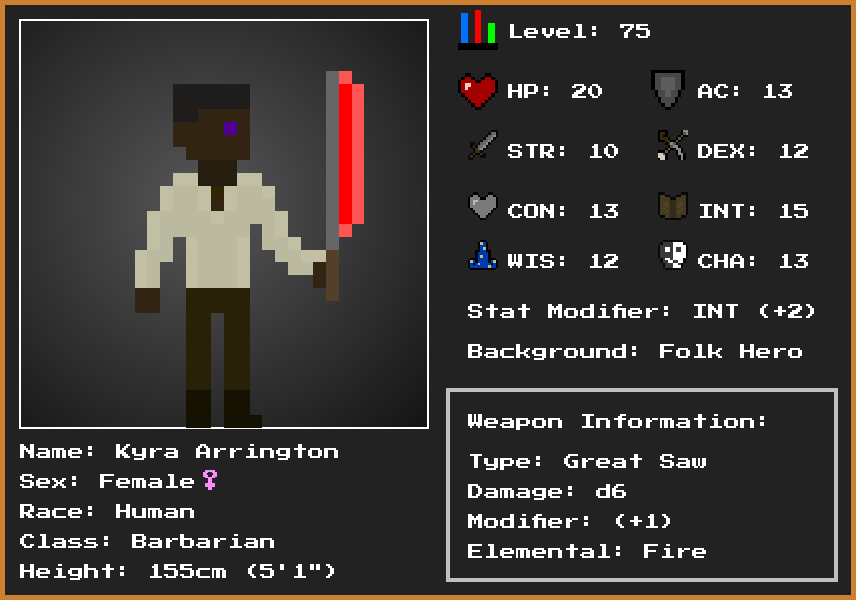 Level: 75
HP: 20
AC: 13
STR: 10
DEX: 12
CON: 13
INT: 15
WIS: 12
CHA: 13
Stat Modifier: INT (+2)
Background: Folk Hero
Weapon Information:
Type: Great Saw
Damage: d6
Modifier: (+1)
Elemental: Fire
Name: Kyra Arrington
Sex: Female♀
Race: Human
Class: Barbarian
Height: 155cm (5'1")